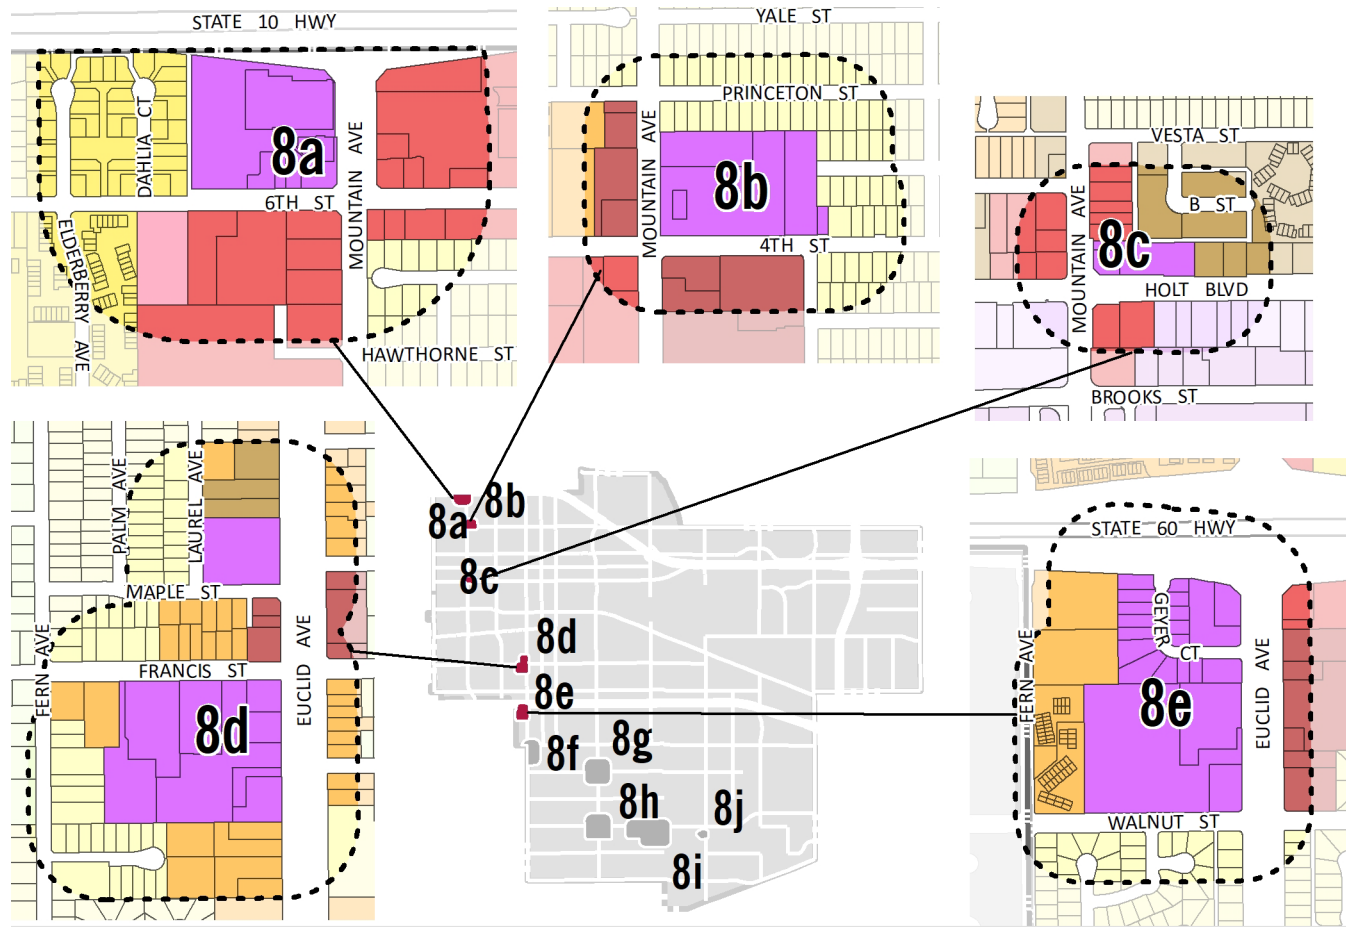 STATE 10 HWY
DAHLIA CT
8a
MOUNTAIN AVE
6TH ST
ELDERBERRY AVE
HAWTHORNE ST
YALE ST
PRINCETON ST
MOUNTAIN AVE
8b
4TH ST
VESTA ST
MOUNTAIN AVE
B ST
8c
HOLT BLVD
BROOKS ST
PALM AVE
LAUREL AVE
MAPLE ST
FERN AVE
FRANCIS ST
EUCLID AVE
8d
8b
8a
8c
8d
8e
8f
8g
8h
8j
8i
STATE 60 HWY
GEYER CT
FERN AVE
8e
EUCLID AVE
WALNUT ST